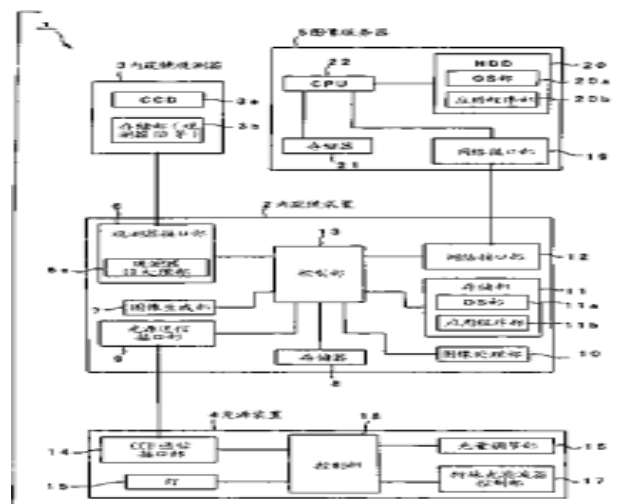 1
5图像服务器
3内窥镜观测器
22
CPU
HDD
20
OS部
20a
应用程序部
20b
CCD
3a
存储部(观
测器ID等)
3b
存储器
21
网络接口部
19
2内窥镜装置
6
观测器接口部
13
控制部
网络接口部
12
6a
观测器
ID处理部
存储部
11
OS部
11a
应用程序部
11b
7
图像生成部
光源通信
接口部
9
存储器
8
图像处理部
10
4光源装置
18
14
CCU通信
接口部
控制部
光量调节部
16
15
灯
特殊光滤波器
控制部
17